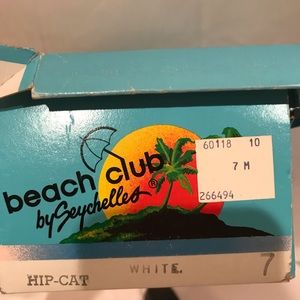 beach club
by Seychelles®
60118 10
7 M
266494
HIP-CAT WHITE. 7